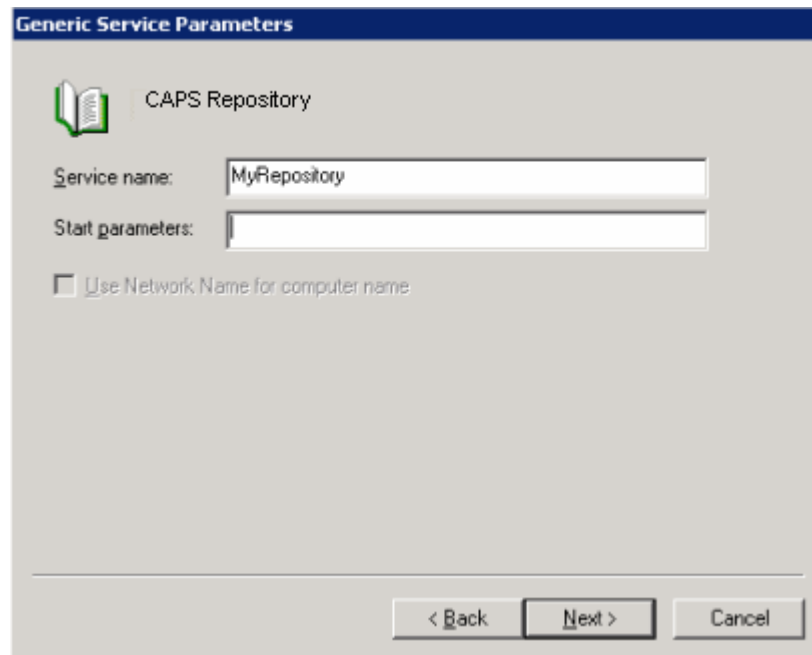 Generic Service Parameters
CAPS Repository
Service name: MyRepository
Start parameters:
Use Network Name for computer name
< Back Next > Cancel